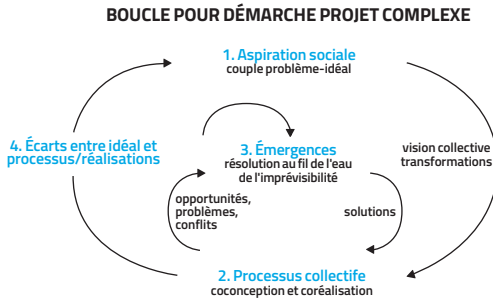 BOUCLE POUR DÉMARCHE PROJET COMPLEXE
1. Aspiration sociale
couple problème-idéal
4. Écarts entre idéal et
processus/réalisations
3. Émergences
résolution au fil de l'eau
de l'imprévisibilité
vision collective
transformations
opportunités,
problèmes,
conflits
solutions
2. Processus collectife
coconception et coréalisation